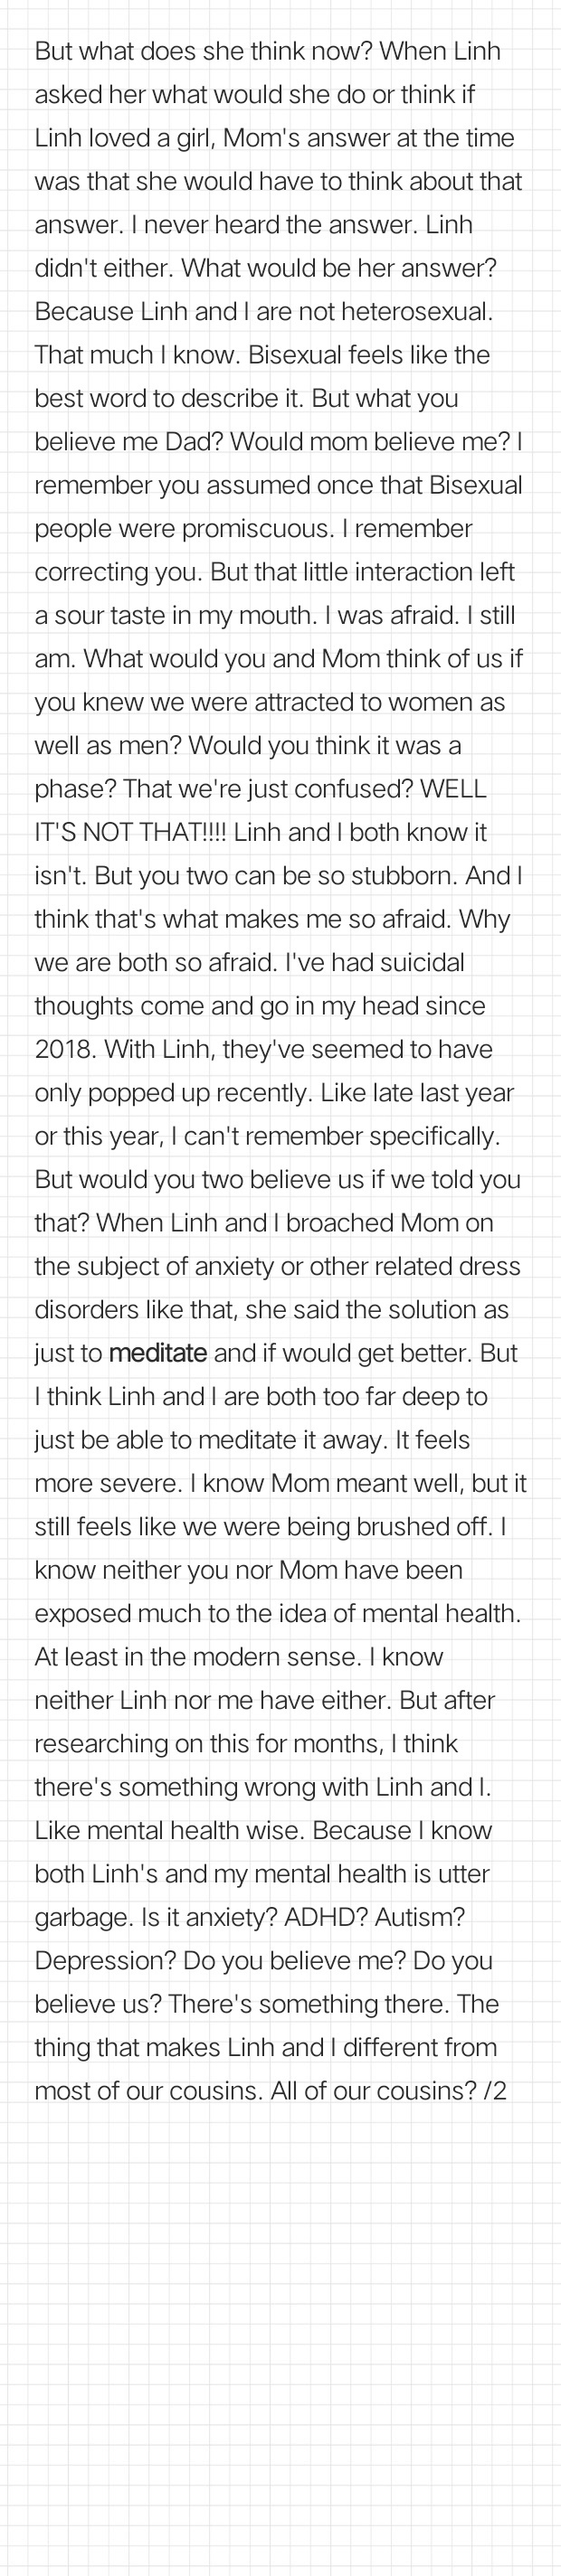 But what does she think now? When Linh
asked her what would she do or think if
Linh loved a girl, Mom's answer at the time
was that she would have to think about that
answer. I never heard the answer. Linh
didn't either. What would be her answer?
Because Linh and I are not heterosexual.
That much I know. Bisexual feels like the
best word to describe it. But what you
believe me Dad? Would mom believe me? I
remember you assumed once that Bisexual
people were promiscuous. I remember
correcting you. But that little interaction left
a sour taste in my mouth. I was afraid. I still
am. What would you and Mom think of us if
you knew we were attracted to women as
well as men? Would you think it was a
phase? That we're just confused? WELL
IT'S NOT THAT!!!! Linh and I both know it
isn't. But you two can be so stubborn. And I
think that's what makes me so afraid. Why
we are both so afraid. I've had suicidal
thoughts come and go in my head since
2018. With Linh, they've seemed to have
only popped up recently. Like late last year
or this year, I can't remember specifically.
But would you two believe us if we told you
that? When Linh and I broached Mom on
the subject of anxiety or other related dress
disorders like that, she said the solution as
just to meditate and if would get better. But
I think Linh and I are both too far deep to
just be able to meditate it away. It feels
more severe. I know Mom meant well, but it
still feels like we were being brushed off. I
know neither you nor Mom have been
exposed much to the idea of mental health.
At least in the modern sense. I know
neither Linh nor me have either. But after
researching on this for months, I think
there's something wrong with Linh and I.
Like mental health wise. Because I know
both Linh's and my mental health is utter
garbage. Is it anxiety? ADHD? Autism?
Depression? Do you believe me? Do you
believe us? There's something there. The
thing that makes Linh and I different from
most of our cousins. All of our cousins? /2